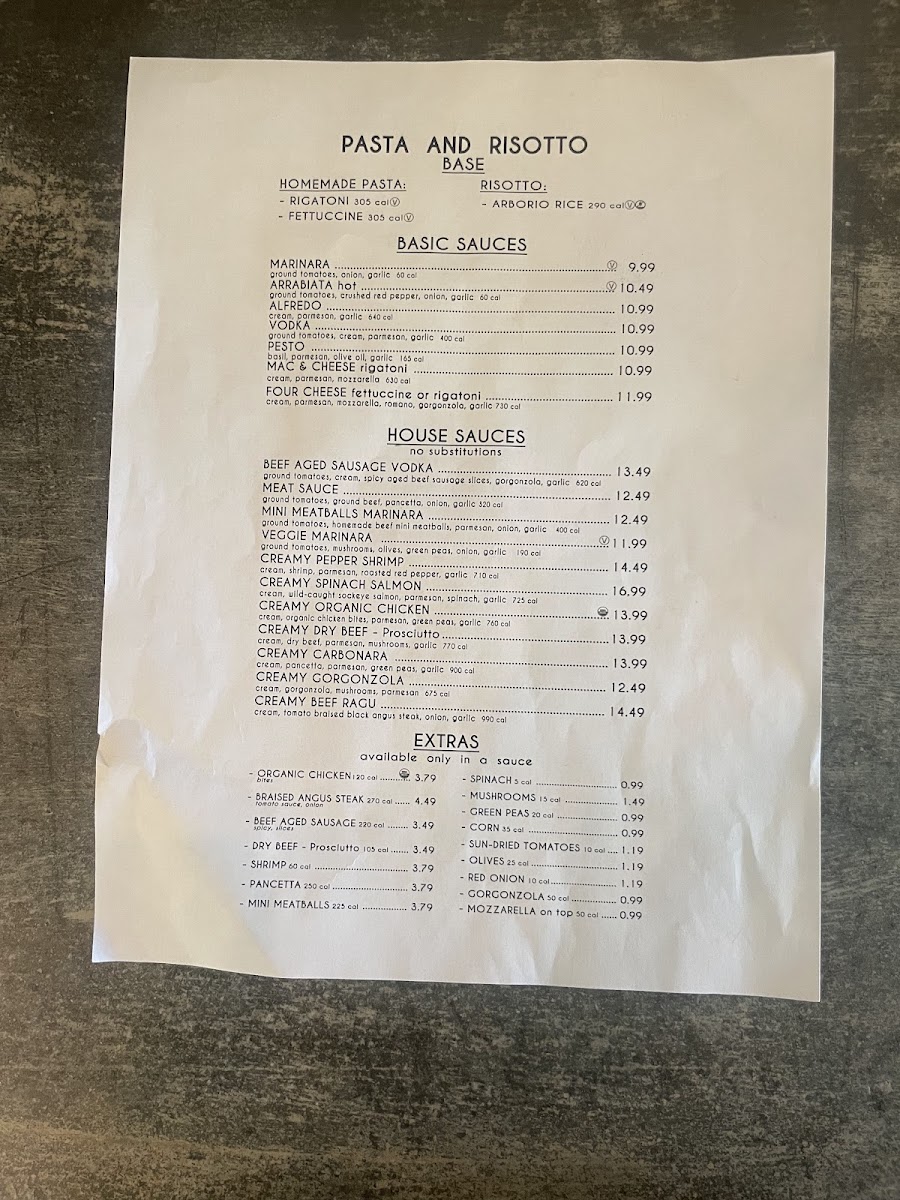 PASTA AND RISOTTO
BASE
HOMEMADE PASTA:
- RIGATONI 305 cal Ⓥ
- FETTUCCINE 305 cal Ⓥ
RISOTTO:
- ARBORIO RICE 290 cal Ⓥ
BASIC SAUCES
MARINARA ........ Ⓥ 9.99
ground tomatoes, onion, garlic 60 cal
ARRABIATA hot ........ Ⓥ 10.49
ground tomatoes, crushed red pepper, onion, garlic 60 cal
ALFREDO ........ 10.99
cream, parmesan, garlic 640 cal
VODKA ........ 10.99
ground tomatoes, cream, parmesan, garlic 400 cal
PESTO ........ 10.99
basil, parmesan, olive oil, garlic 165 cal
MAC & CHEESE rigatoni ........ 10.99
cream, parmesan, mozzarella 630 cal
FOUR CHEESE fettuccine or rigatoni ........ 11.99
cream, parmesan, mozzarella, romano, gorgonzola, garlic 730 cal
HOUSE SAUCES
no substitutions
BEEF AGED SAUSAGE VODKA ........ 13.49
ground tomatoes, cream, spicy aged beef sausage slices, gorgonzola, garlic 620 cal
MEAT SAUCE ........ 12.49
ground tomatoes, ground beef, pancetta, onion, garlic 320 cal
MINI MEATBALLS MARINARA ........ 12.49
ground tomatoes, homemade beef mini meatballs, parmesan, onion, garlic 400 cal
VEGGIE MARINARA ........ Ⓥ 11.99
ground tomatoes, mushrooms, olives, green peas, onion, garlic 190 cal
CREAMY PEPPER SHRIMP ........ 14.49
cream, shrimp, parmesan, roasted red pepper, garlic 710 cal
CREAMY SPINACH SALMON ........ 16.99
cream, wild-caught sockeye salmon, parmesan, spinach, garlic 725 cal
CREAMY ORGANIC CHICKEN ........ 13.99
cream, organic chicken bites, parmesan, green peas, garlic 760 cal
CREAMY DRY BEEF - Prosciutto ........ 13.99
cream, dry beef, parmesan, mushrooms, garlic 770 cal
CREAMY CARBONARA ........ 13.99
cream, pancetta, parmesan, green peas, garlic 900 cal
CREAMY GORGONZOLA ........ 12.49
cream, gorgonzola, mushrooms, parmesan 675 cal
CREAMY BEEF RAGU ........ 14.49
cream, tomato braised black angus steak, onion, garlic 990 cal
EXTRAS
available only in a sauce
- ORGANIC CHICKEN 120 cal ........ 3.79
bites
- BRAISED ANGUS STEAK 270 cal ...... 4.49
tomato sauce, onion
- BEEF AGED SAUSAGE 220 cal ........ 3.49
spicy, slices
- DRY BEEF - Prosciutto 105 cal ...... 3.49
- SHRIMP 60 cal ........ 3.79
- PANCETTA 250 cal ........ 3.79
- MINI MEATBALLS 225 cal ........ 3.79
- SPINACH 5 cal ........ 0.99
- MUSHROOMS 15 cal ........ 1.49
- GREEN PEAS 20 cal ........ 0.99
- CORN 35 cal ........ 0.99
- SUN-DRIED TOMATOES 10 cal .... 1.19
- OLIVES 25 cal ........ 1.19
- RED ONION 10 cal ........ 1.19
- GORGONZOLA 50 cal ........ 0.99
- MOZZARELLA on top 50 cal ...... 0.99